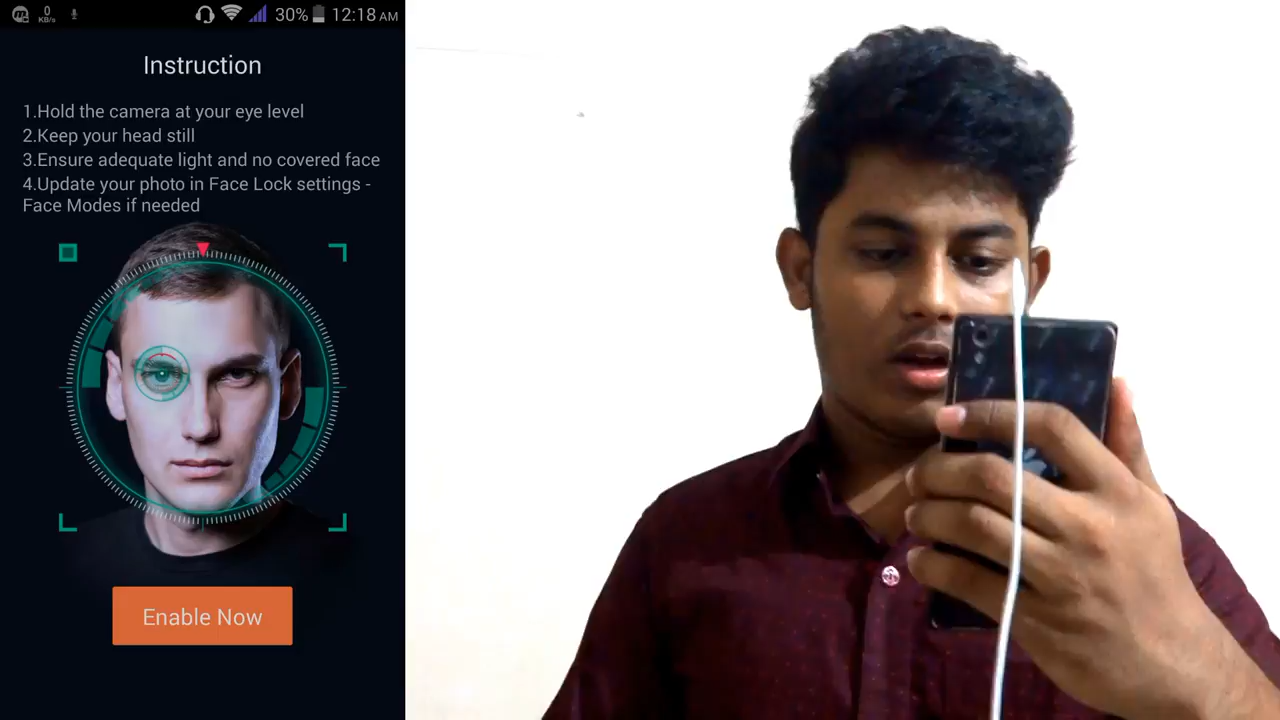 0
KB/s
30%
12:18 AM
Instruction
1.Hold the camera at your eye level
2.Keep your head still
3.Ensure adequate light and no covered face
4.Update your photo in Face Lock settings -
Face Modes if needed
Enable Now